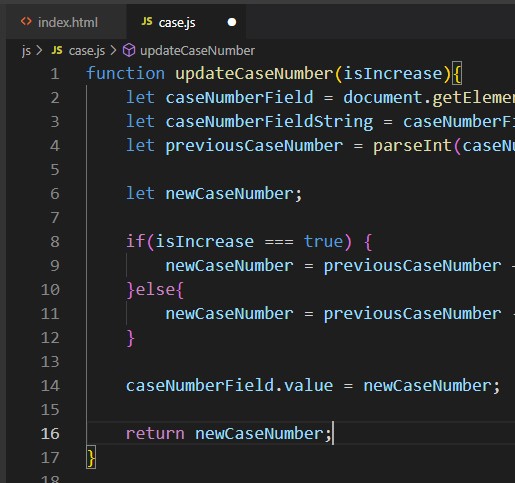 index.html
JS case.js
js > JS case.js > updateCaseNumber
1 function updateCaseNumber(isIncrease){
2 let caseNumberField = document.getElemen
3 let caseNumberFieldString = caseNumberFi
4 let previousCaseNumber = parseInt(caseNu
5
6 let newCaseNumber;
7
8 if(isIncrease === true) {
9 newCaseNumber = previousCaseNumber
10 }else{
11 newCaseNumber = previousCaseNumber
12 }
13
14 caseNumberField.value = newCaseNumber;
15
16 return newCaseNumber;
17 }
18